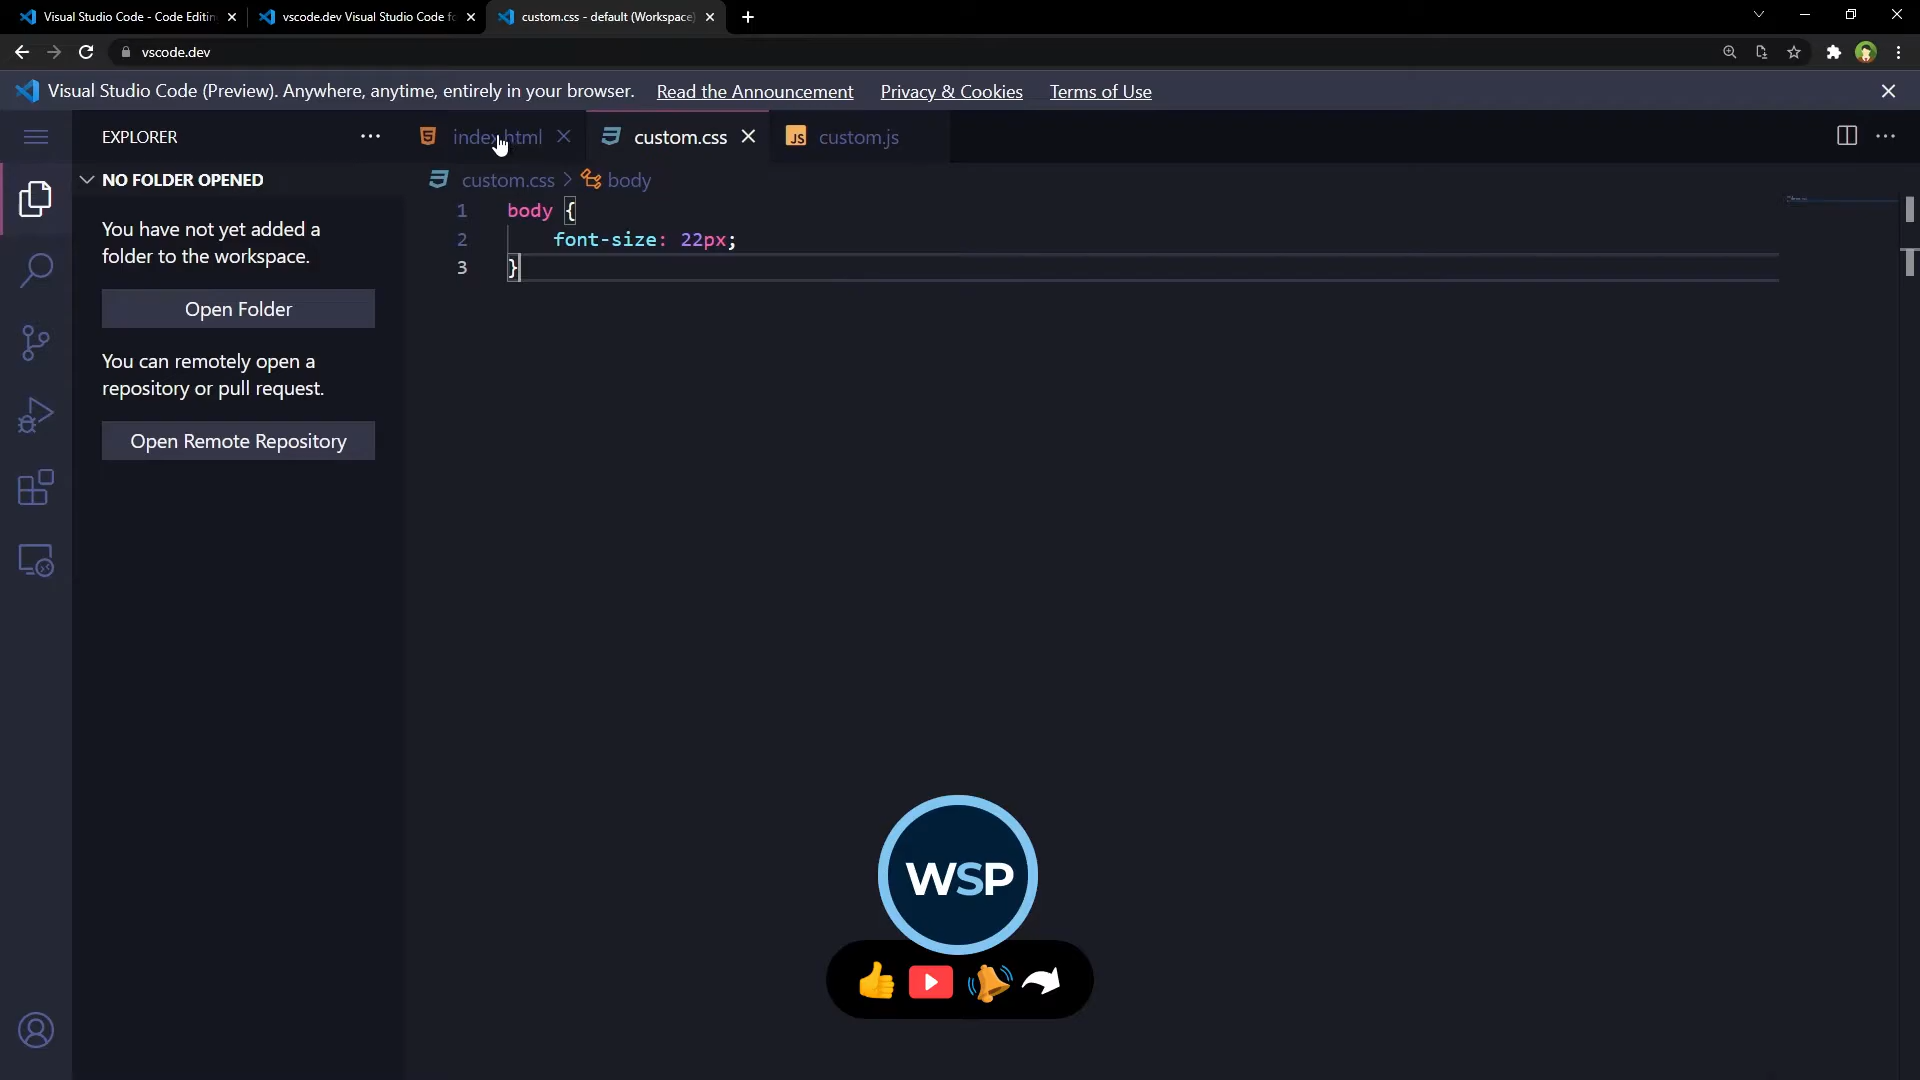 Visual Studio Code - Code Editin
vscode.dev Visual Studio Code fo
custom.css - default (Workspace)
vscode.dev
Visual Studio Code (Preview). Anywhere, anytime, entirely in your browser. Read the Announcement Privacy & Cookies Terms of Use
EXPLORER
index.html
custom.css
JS custom.js
NO FOLDER OPENED
custom.css > body
You have not yet added a
folder to the workspace.
Open Folder
You can remotely open a
repository or pull request.
Open Remote Repository
1 body {
2 font-size: 22px;
3 }
WSP